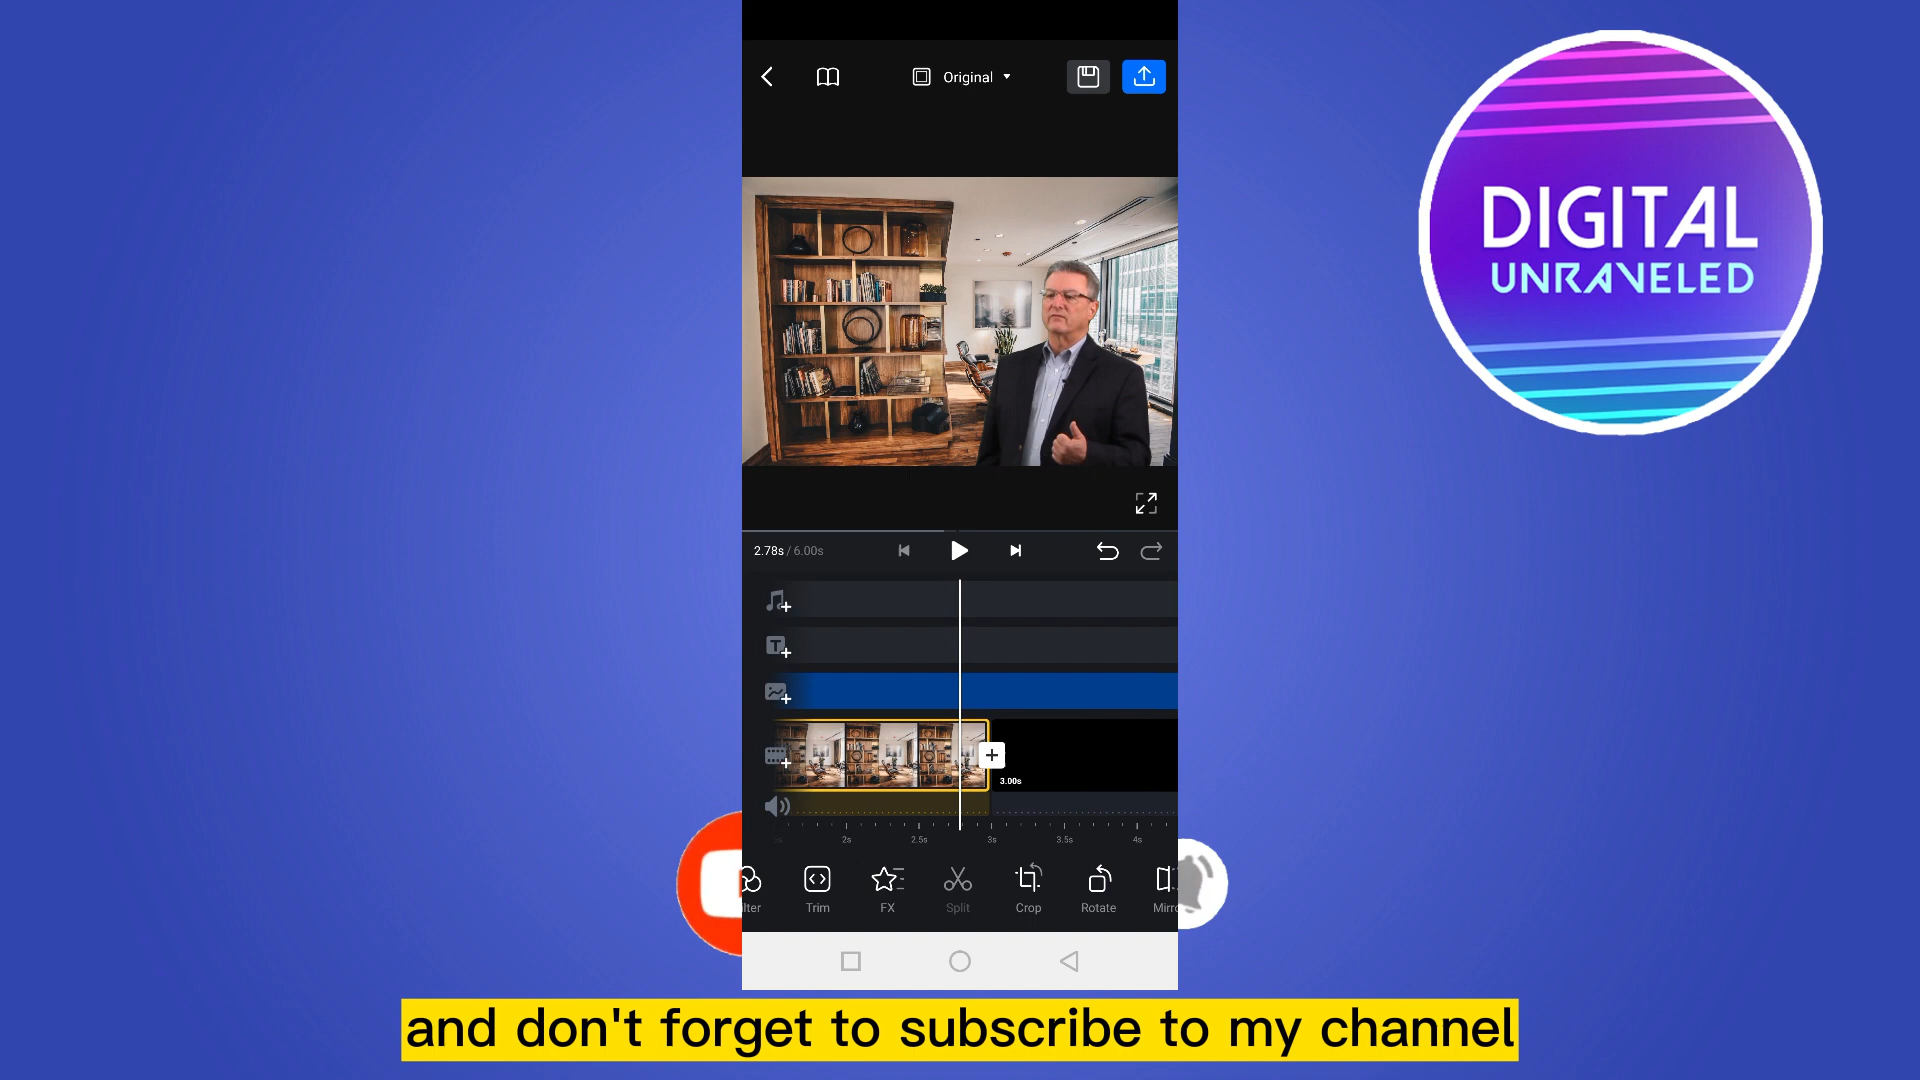 Original
DIGITAL
UNRAVELED
2.78s / 6.00s
3.00s
2s 2.5s 3s 3.5s 4s
lter Trim FX Split Crop Rotate Mirro
and don't forget to subscribe to my channel